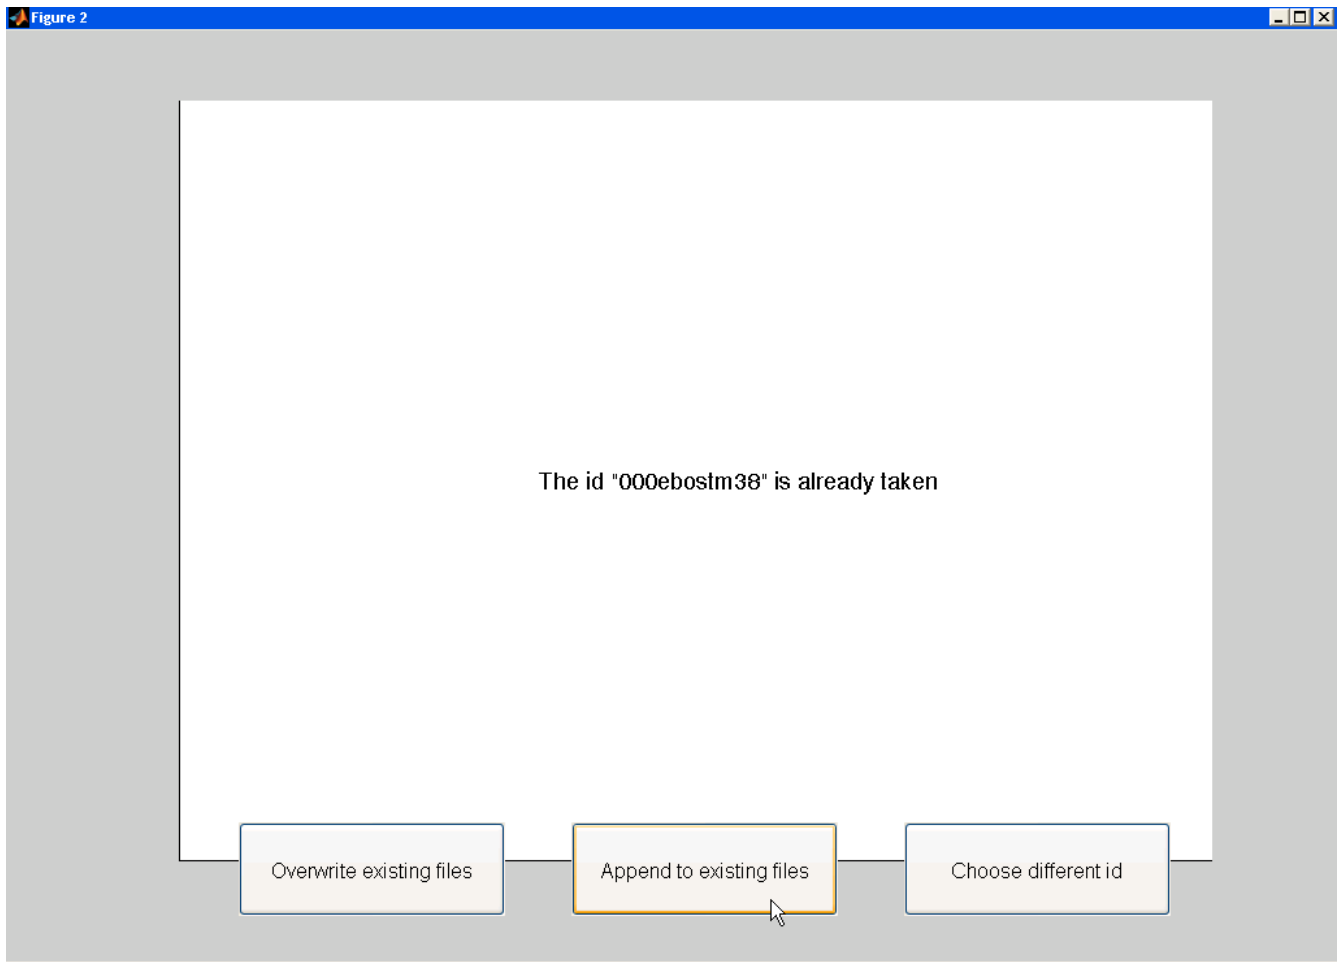 Figure 2
The id "000ebostm38" is already taken
Overwrite existing files
Append to existing files
Choose different id